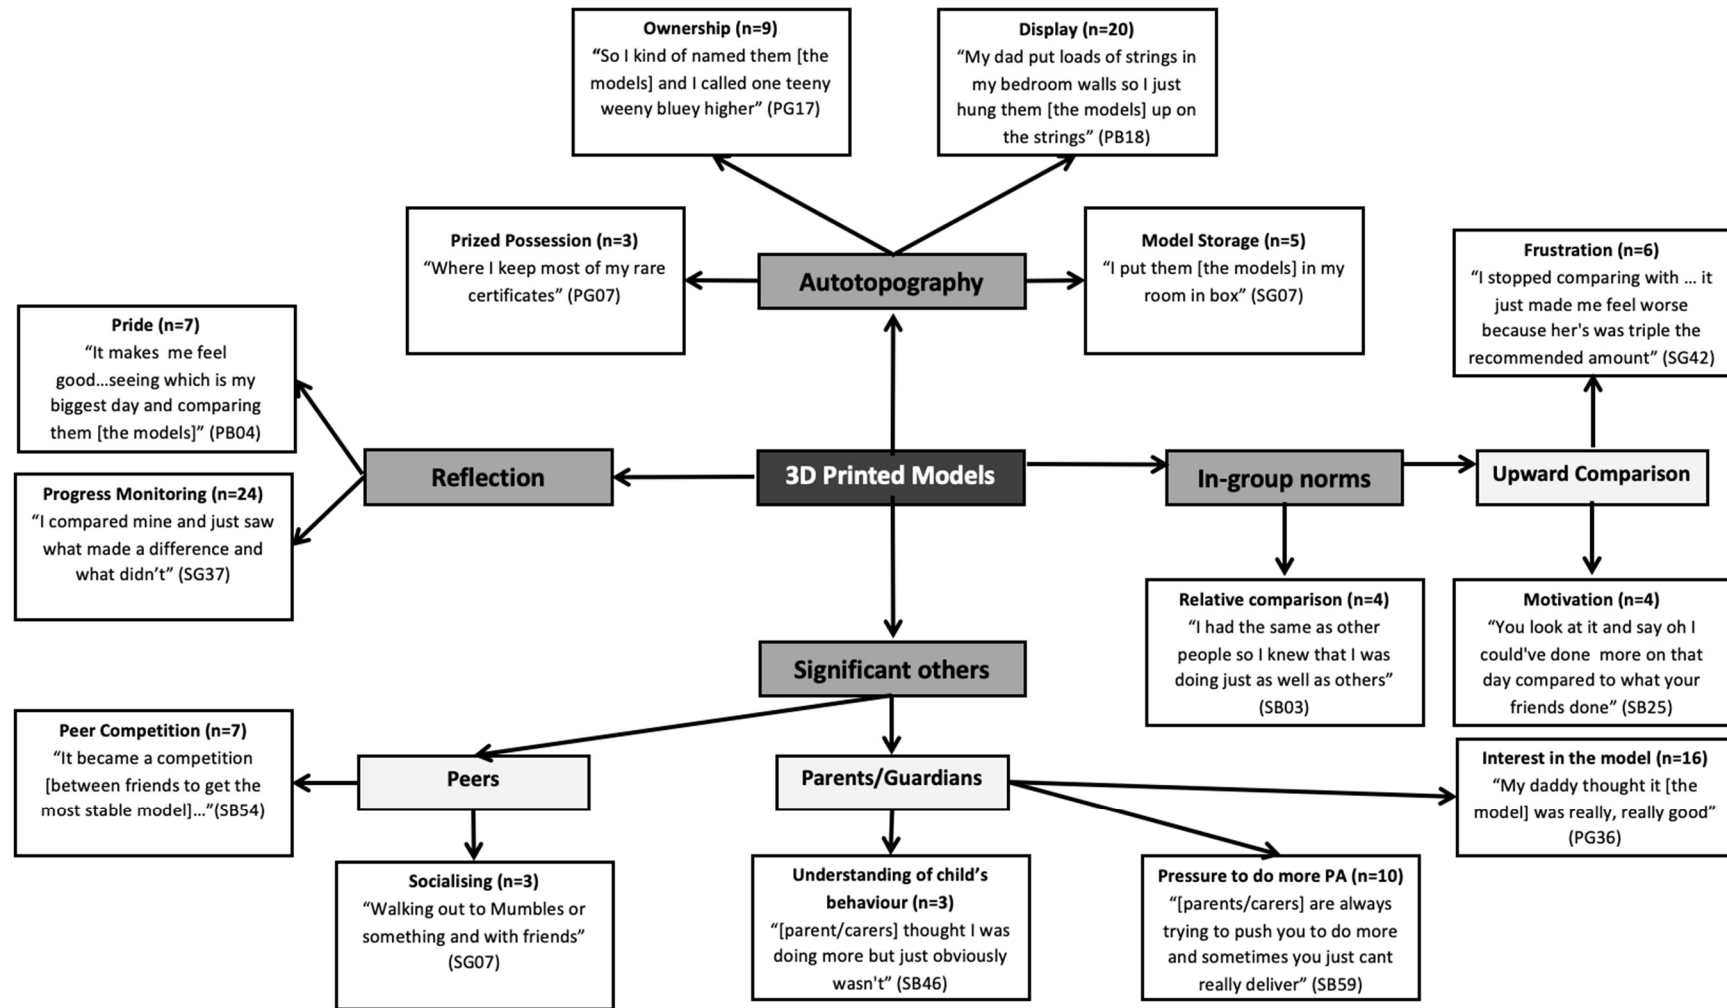 Ownership (n=9)
“So I kind of named them [the
models] and I called one teeny
weeny bluey higher” (PG17)
Display (n=20)
“My dad put loads of strings in
my bedroom walls so I just
hung them [the models] up on
the strings” (PB18)
Prized Possession (n=3)
“Where I keep most of my rare
certificates” (PG07)
Autotopography
Model Storage (n=5)
“I put them [the models] in my
room in box” (SG07)
Frustration (n=6)
“I stopped comparing with ... it
just made me feel worse
because her's was triple the
recommended amount” (SG42)
Pride (n=7)
“It makes me feel
good...seeing which is my
biggest day and comparing
them [the models]” (PB04)
Reflection
3D Printed Models
In-group norms
Upward Comparison
Progress Monitoring (n=24)
“I compared mine and just saw
what made a difference and
what didn’t” (SG37)
Relative comparison (n=4)
“I had the same as other
people so I knew that I was
doing just as well as others”
(SB03)
Motivation (n=4)
“You look at it and say oh I
could've done more on that
day compared to what your
friends done” (SB25)
Significant others
Peer Competition (n=7)
“It became a competition
[between friends to get the
most stable model]...”(SB54)
Peers
Parents/Guardians
Interest in the model (n=16)
“My daddy thought it [the
model] was really, really good”
(PG36)
Socialising (n=3)
“Walking out to Mumbles or
something and with friends”
(SG07)
Understanding of child’s
behaviour (n=3)
“[parent/carers] thought I was
doing more but just obviously
wasn't” (SB46)
Pressure to do more PA (n=10)
“[parents/carers] are always
trying to push you to do more
and sometimes you just cant
really deliver” (SB59)